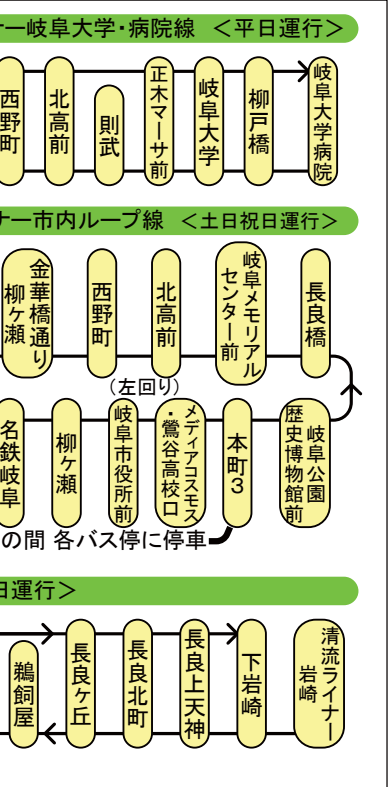 ー岐阜大学・病院線 ＜平日運行＞
西野町
北高前
則武
正木マーサ前
岐阜大学
柳戸橋
岐阜大学病院
ナー市内ループ線 ＜土日祝日運行＞
金華橋通り
柳ヶ瀬
西野町
北高前
岐阜メモリアル
センター前
長良橋
(左回り)
名鉄岐阜
柳ヶ瀬
岐阜市役所前
メディアコスモス
・鶯谷高校口
本町3
岐阜公園
歴史博物館前
の間 各バス停に停車
日運行＞
鵜飼屋
長良ヶ丘
長良北町
長良上天神
下岩崎
清流ライナー
岩崎